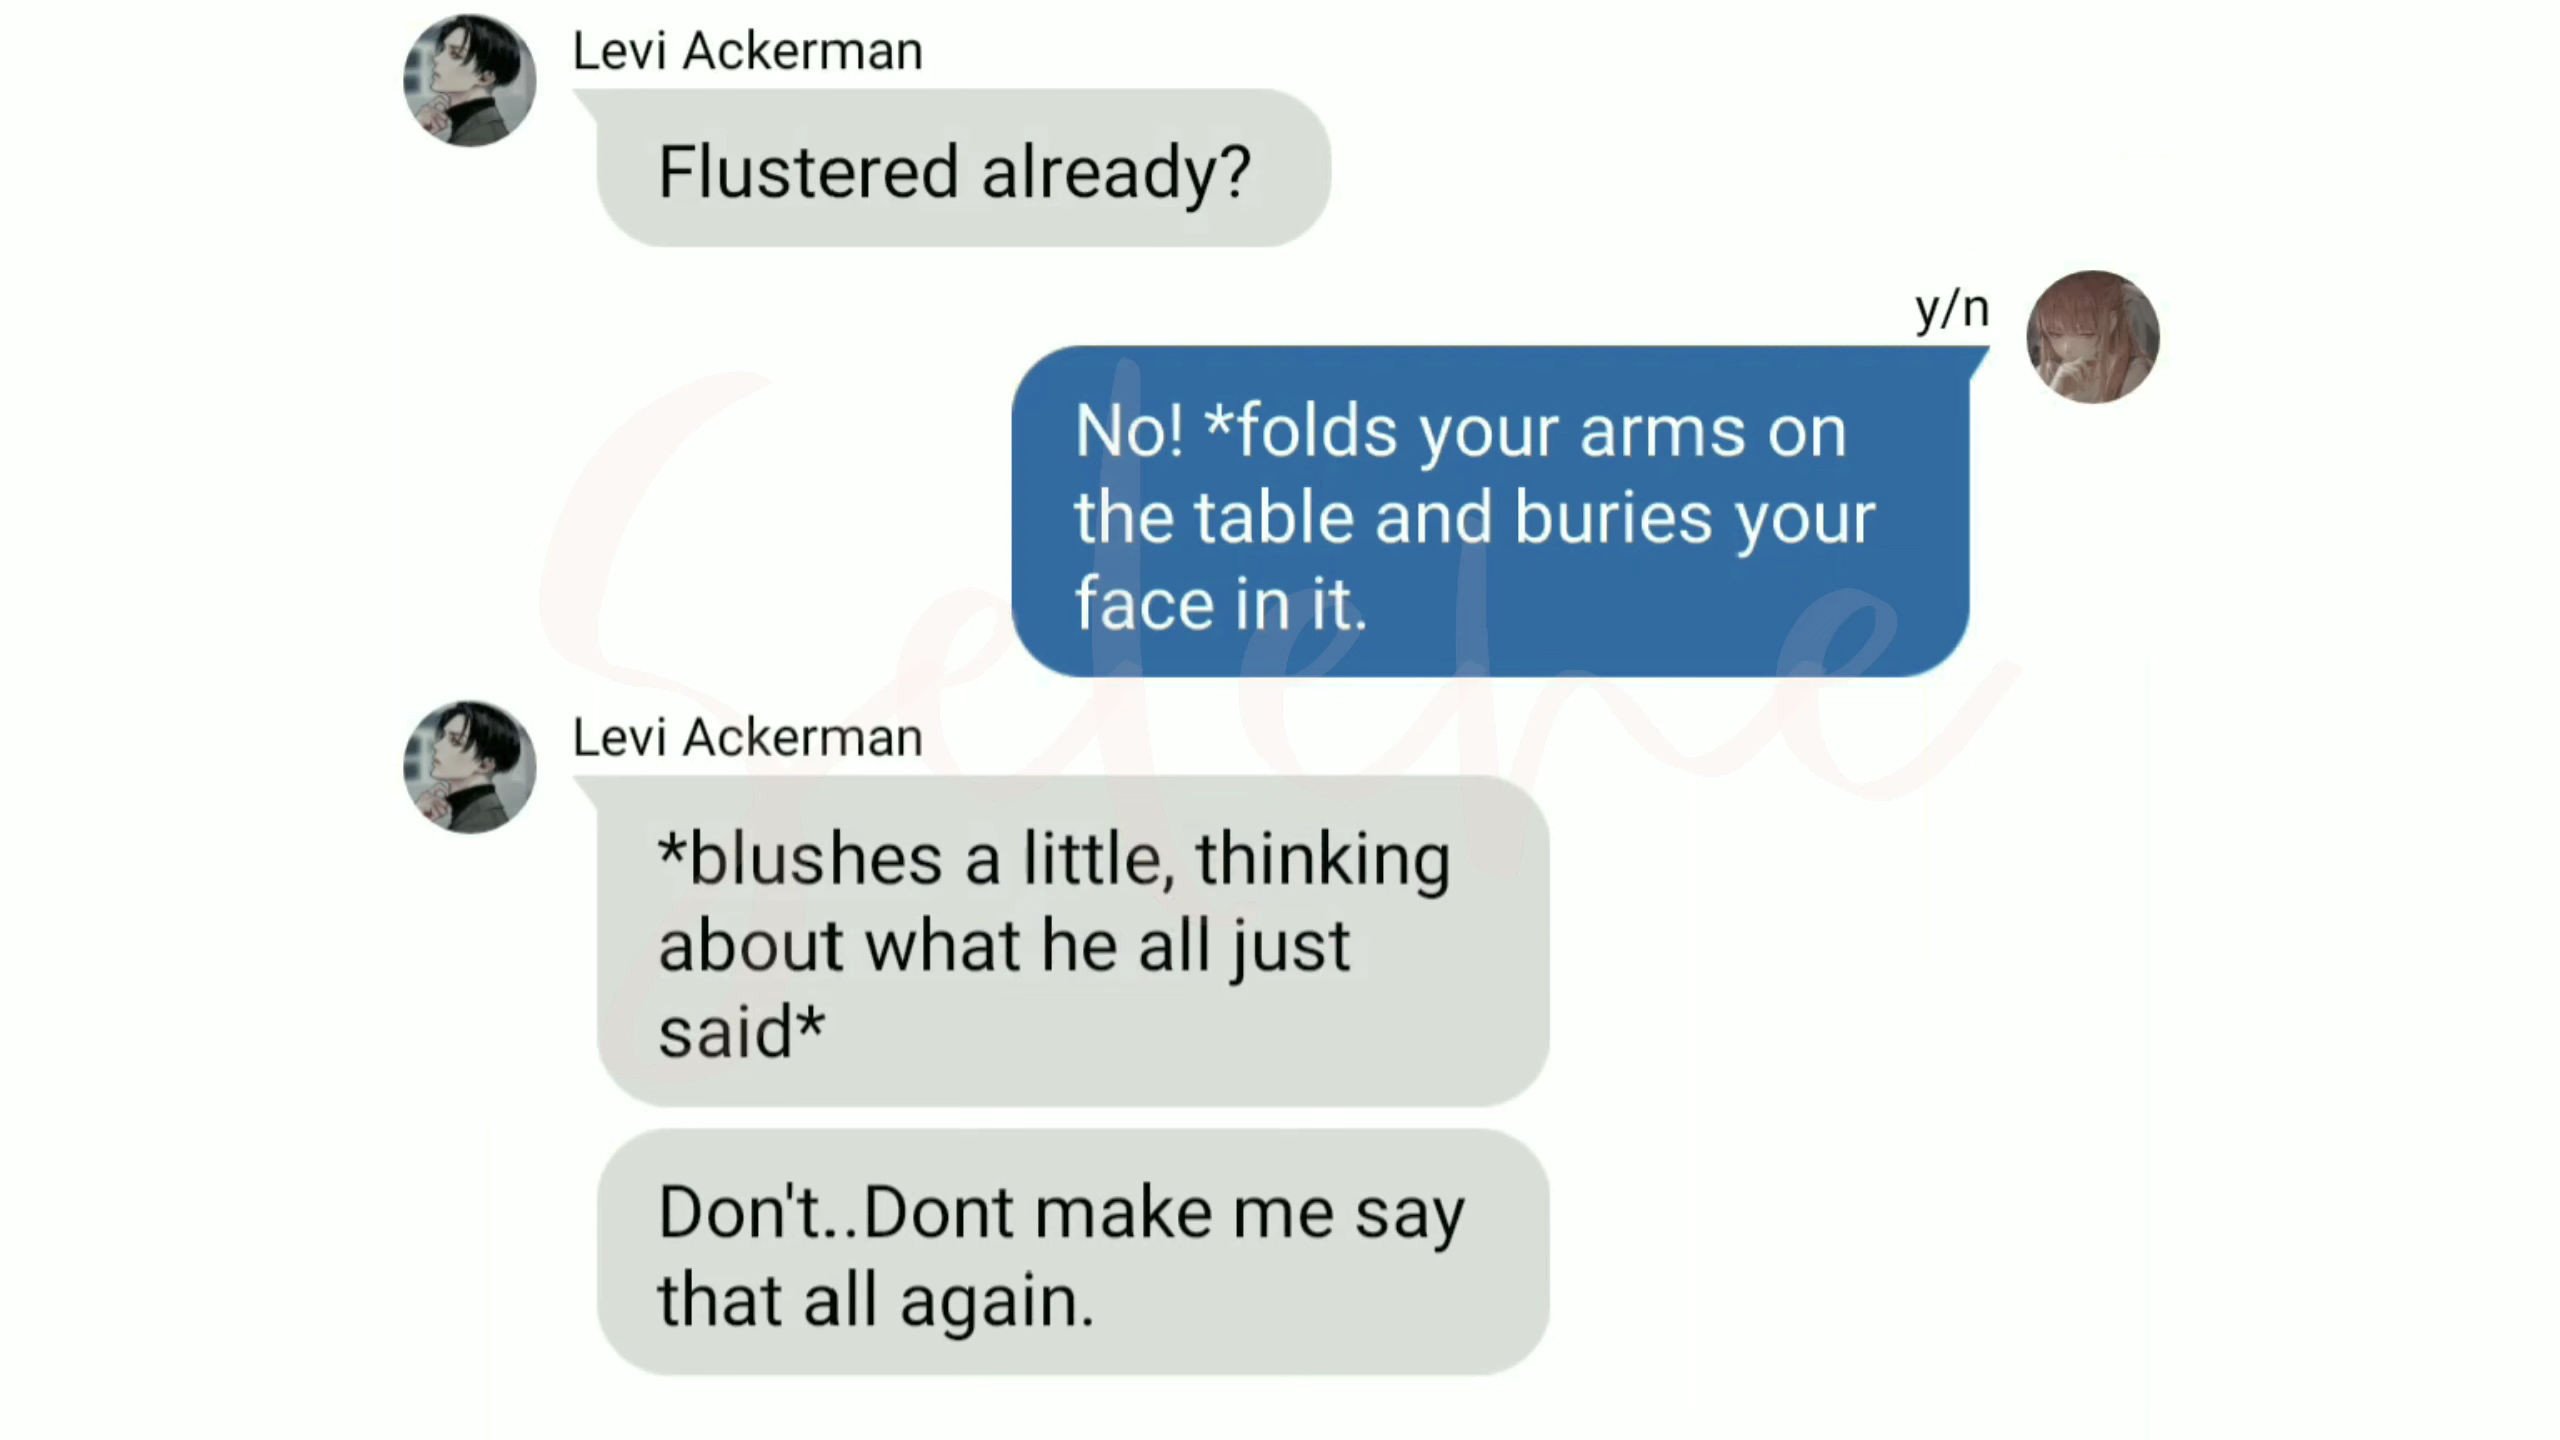 Levi Ackerman
Flustered already?
y/n
No! *folds your arms on
the table and buries your
face in it.
Levi Ackerman
*blushes a little, thinking
about what he all just
said*
Don't..Dont make me say
that all again.